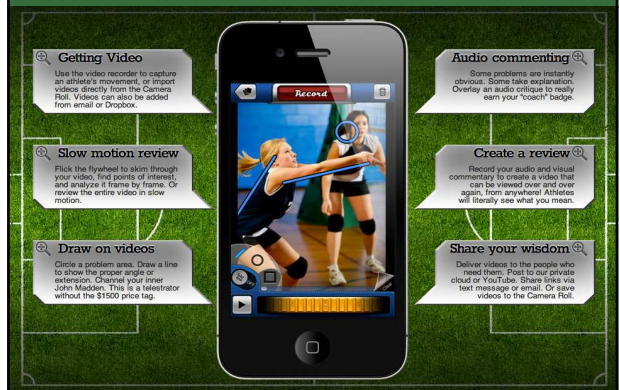 Getting Video
Use the video recorder to capture
an athlete's movement, or import
videos directly from the Camera
Roll. Videos can also be added
from email or Dropbox.
Slow motion review
Flick the flywheel to skim through
your video, find points of interest,
and analyze it frame by frame. Or
review the entire video in slow
motion.
Draw on videos
Circle a problem area. Draw a line
to show the proper angle or
extension. Channel your inner
John Madden. This is a telestrator
without the $1500 price tag.
Record
Audio commenting
Some problems are instantly
obvious. Some take explanation.
Overlay an audio critique to really
earn your "coach" badge.
Create a review
Record your audio and visual
commentary to create a video that
can be viewed over and over
again, from anywhere! Athletes
will literally see what you mean.
Share your wisdom
Deliver videos to the people who
need them. Post to our private
cloud or YouTube. Share links via
text message or email. Or save
videos to the Camera Roll.